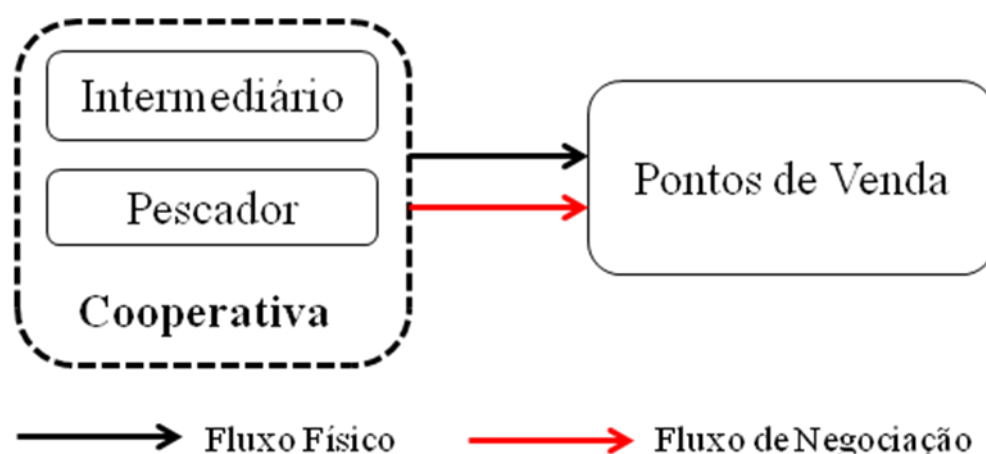 Intermediário
Pescador
Cooperativa
Pontos de Venda
Fluxo Físico
Fluxo de Negociação